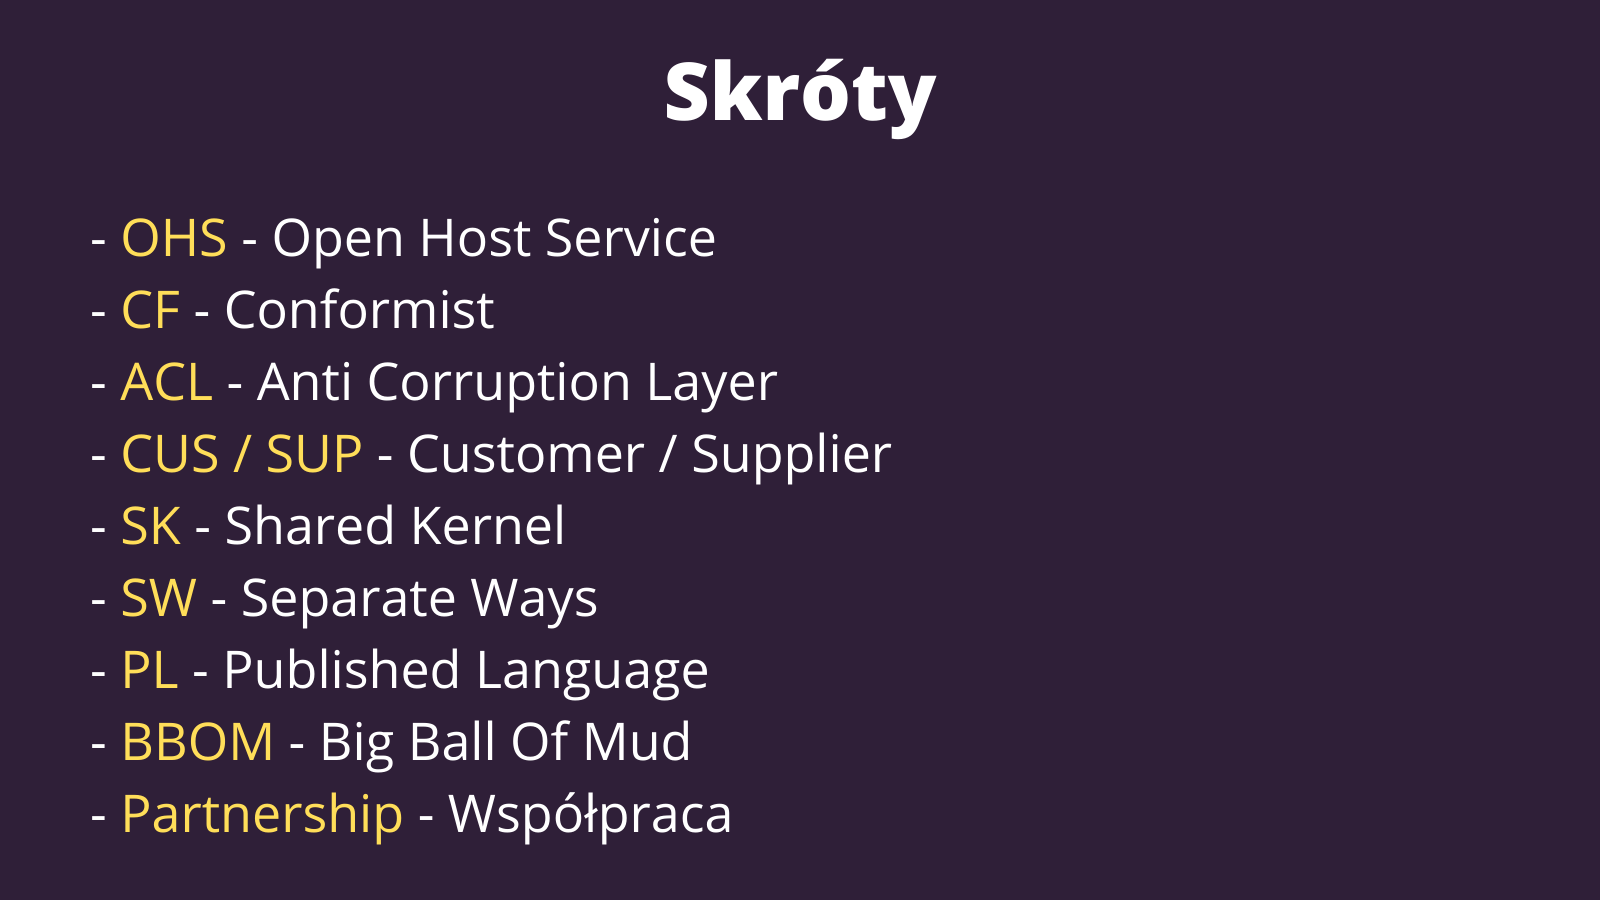 Skróty
- OHS - Open Host Service
- CF - Conformist
- ACL - Anti Corruption Layer
- CUS / SUP - Customer / Supplier
- SK - Shared Kernel
- SW - Separate Ways
- PL - Published Language
- BBOM - Big Ball Of Mud
- Partnership - Współpraca